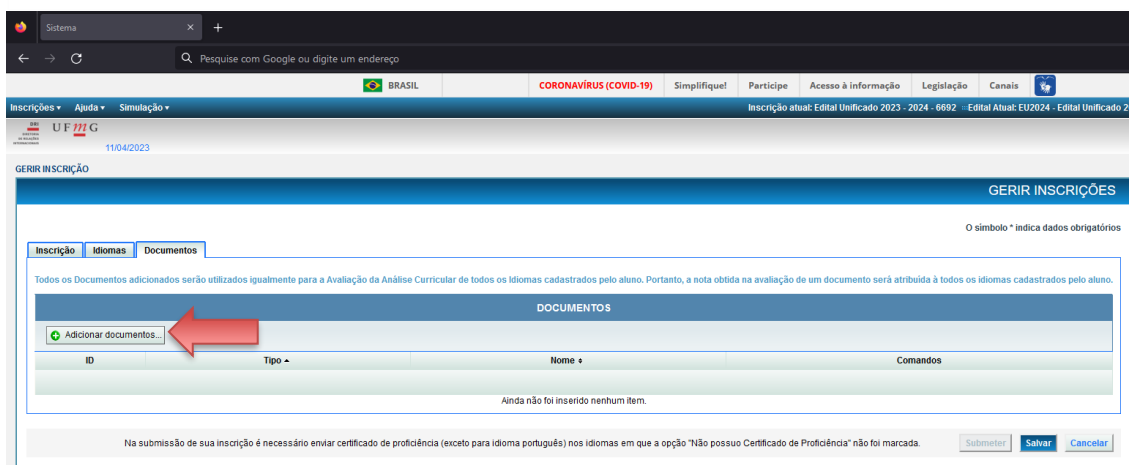 Sistema
Pesquise com Google ou digite um endereço
BRASIL CORONAVÍRUS (COVID-19) Simplifique! Participe Acesso à informação Legislação Canais
Inscrições Ajuda Simulação Inscrição atual: Edital Unificado 2023 - 2024 - 6692 Edital Atual: EU2024 - Edital Unificado 2
DRI
UFMG
11/04/2023
GERIR INSCRIÇÃO
GERIR INSCRIÇÕES
O símbolo * indica dados obrigatórios
Inscrição Idiomas Documentos
Todos os Documentos adicionados serão utilizados igualmente para a Avaliação da Análise Curricular de todos os Idiomas cadastrados pelo aluno. Portanto, a nota obtida na avaliação de um documento será atribuída à todos os idiomas cadastrados pelo aluno.
DOCUMENTOS
Adicionar documentos...
ID Tipo Nome Comandos
Ainda não foi inserido nenhum item.
Na submissão de sua inscrição é necessário enviar certificado de proficiência (exceto para idioma português) nos idiomas em que a opção "Não possuo Certificado de Proficiência" não foi marcada. Submeter Salvar Cancelar